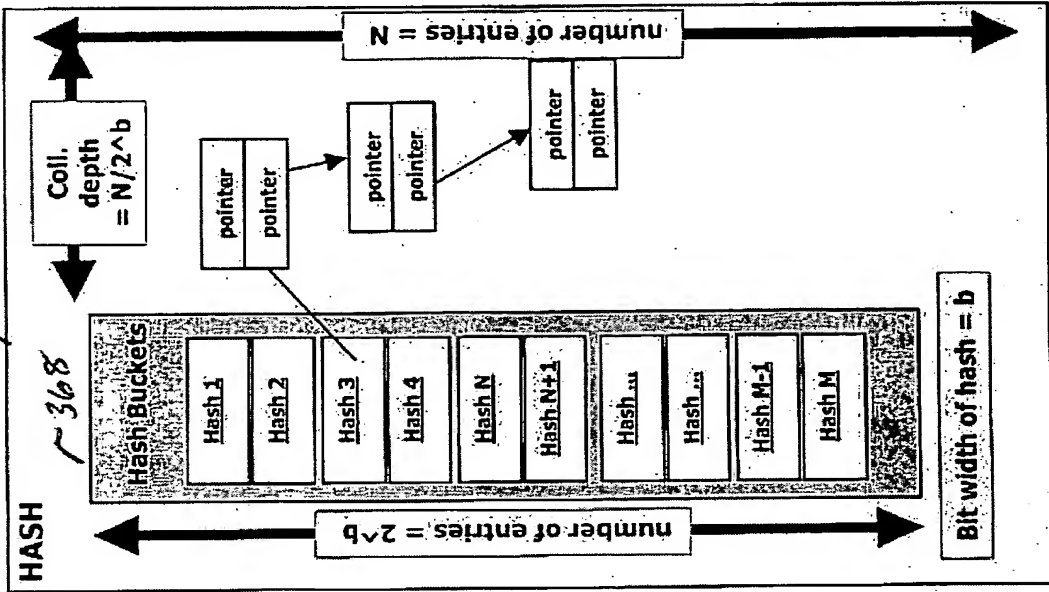 HASH
368
Hash Buckets
Hash 1
Hash 2
Hash 3
Hash 4
Hash N
Hash N+1
Hash ...
Hash ...
Hash M-1
Hash M
number of entries = 2^b
Bit width of hash = b
Coll.
depth
= N/2^b
pointer
pointer
pointer
pointer
pointer
pointer
number of entries = N